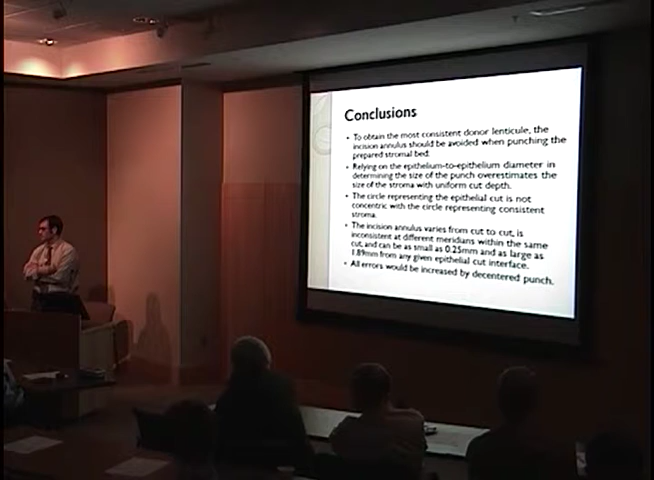 Conclusions
• To obtain the most consistent donor lenticule, the
incision annulus should be avoided when punching the
prepared stromal bed.
• Relying on the epithelium-to-epithelium diameter in
determining the size of the punch overestimates the
size of the stroma with uniform cut depth.
• The circle representing the epithelial cut is not
concentric with the circle representing consistent
stroma.
• The incision annulus varies from cut to cut, is
inconsistent at different meridians within the same
cut, and can be as small as 0.25mm and as large as
1.89mm from any given epithelial cut interface.
• All errors would be increased by decentered punch.